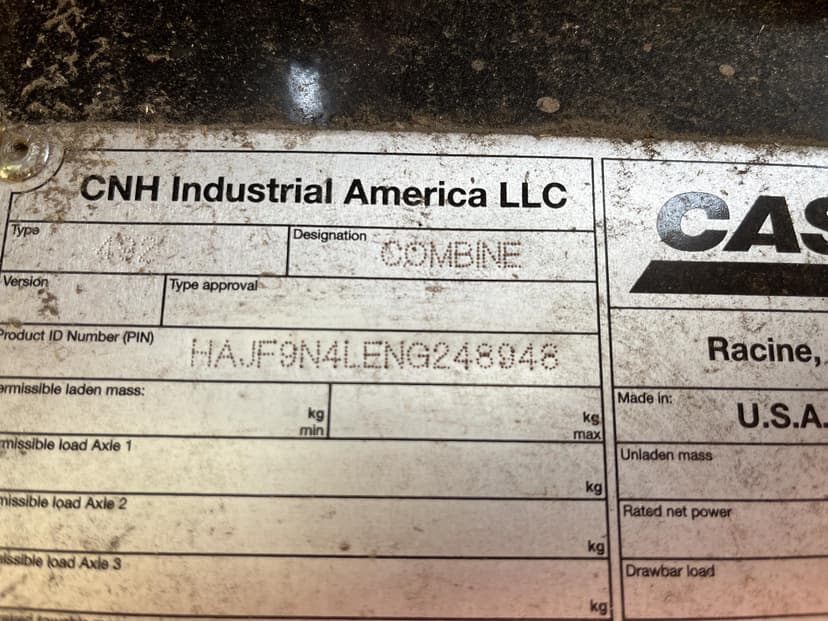 CNH Industrial America LLC
CAS
Type
492
Designation
COMBINE
Version
Type approval
Product ID Number (PIN)
HAJF9N4LENG248948
Racine,
ermissible laden mass:
kg
min
kg
max
Made in:
U.S.A.
missible load Axle 1
kg
Unladen mass
missible load Axle 2
kg
Rated net power
issible load Axle 3
kg
Drawbar load